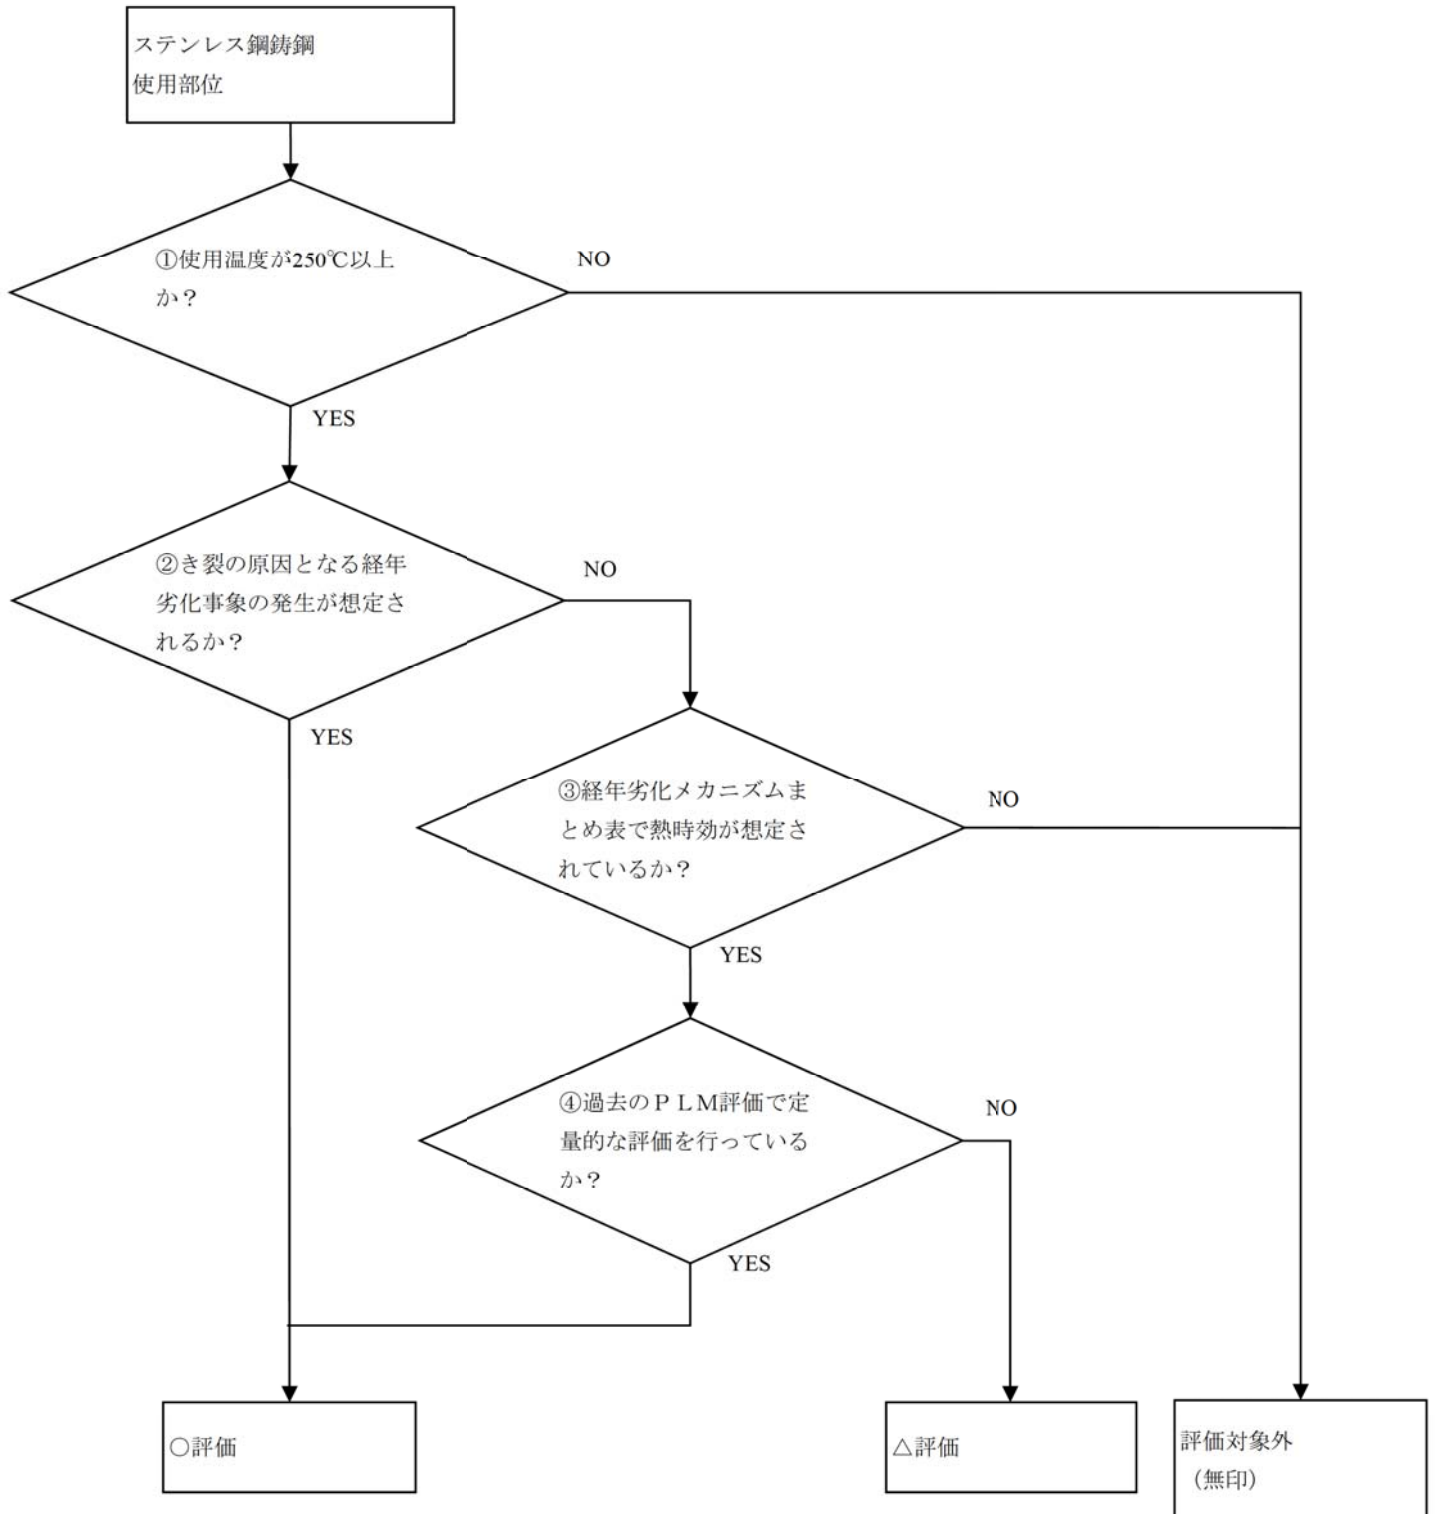 ステンレス鋼鋳鋼
使用部位
①使用温度が250℃以上
か？
NO
YES
②き裂の原因となる経年
劣化事象の発生が想定さ
れるか？
NO
YES
③経年劣化メカニズムま
とめ表で熱時効が想定さ
れているか？
NO
YES
④過去のＰＬＭ評価で定
量的な評価を行っている
か？
NO
YES
○評価
△評価
評価対象外
（無印）